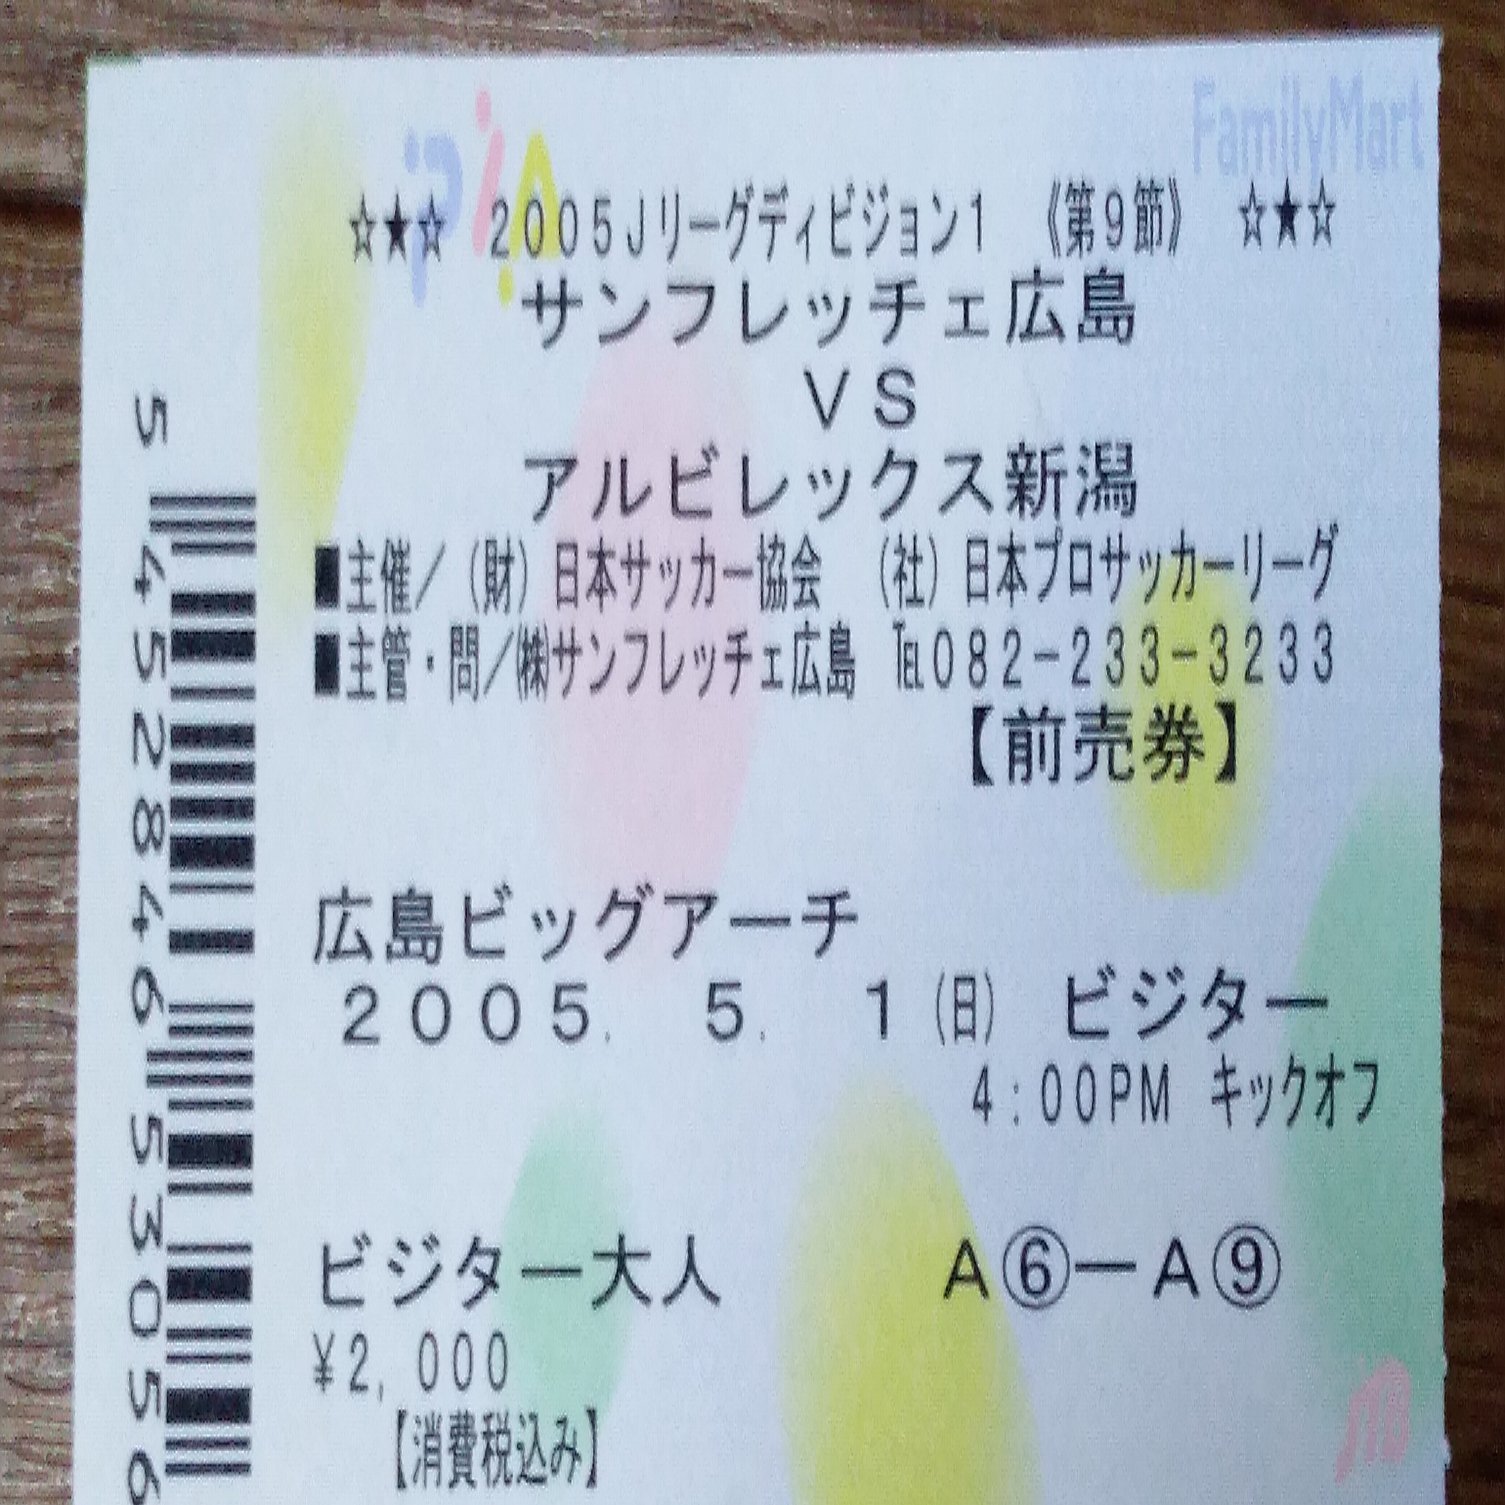 FamilyMart
PiA
☆★☆ 2005Jリーグディビジョン1 《第9節》 ☆★☆
サンフレッチェ広島
VS
アルビレックス新潟
■主催/(財)日本サッカー協会 (社)日本プロサッカーリーグ
■主管・問/㈱サンフレッチェ広島 ℡082-233-3233
【前売券】
広島ビッグアーチ
2005. 5. 1(日) ビジター
4:00PM キックオフ
ビジター大人 A⑥-A⑨
¥2,000
【消費税込み】
JTB
5 452846 53056